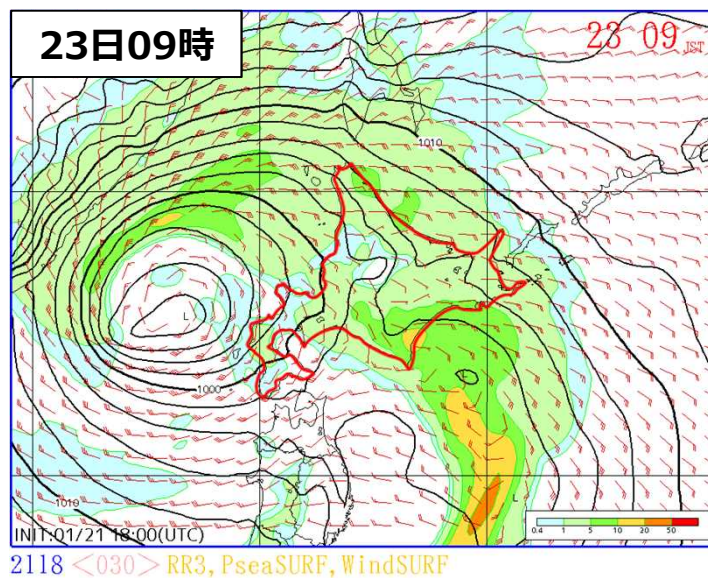 23日09時
23 09 JST
1010
L
1000
1010
L
INIT:01/21 18:00(UTC)
0.4 1 5 10 20 50
2118 <030> RR3,PseaSURF,WindSURF